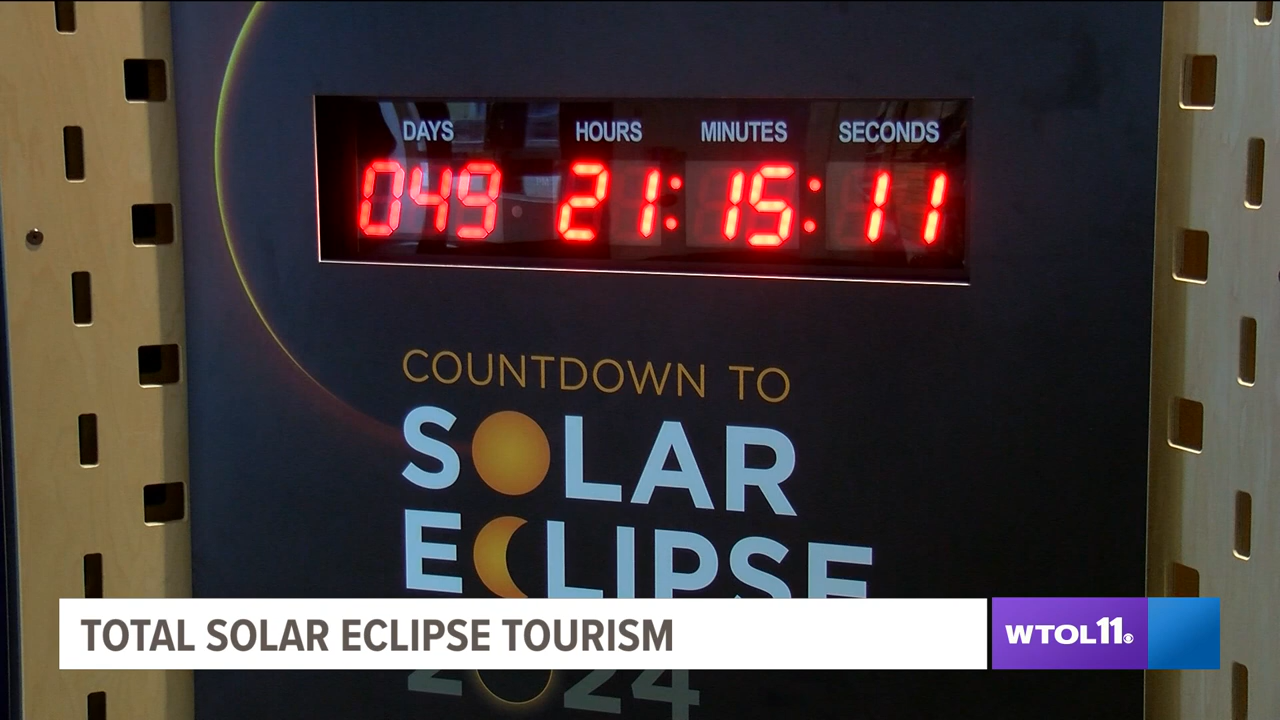 DAYS HOURS MINUTES SECONDS
049 21: 15: 11
COUNTDOWN TO
SOLAR
ECLIPSE
2024
TOTAL SOLAR ECLIPSE TOURISM
WTOL11